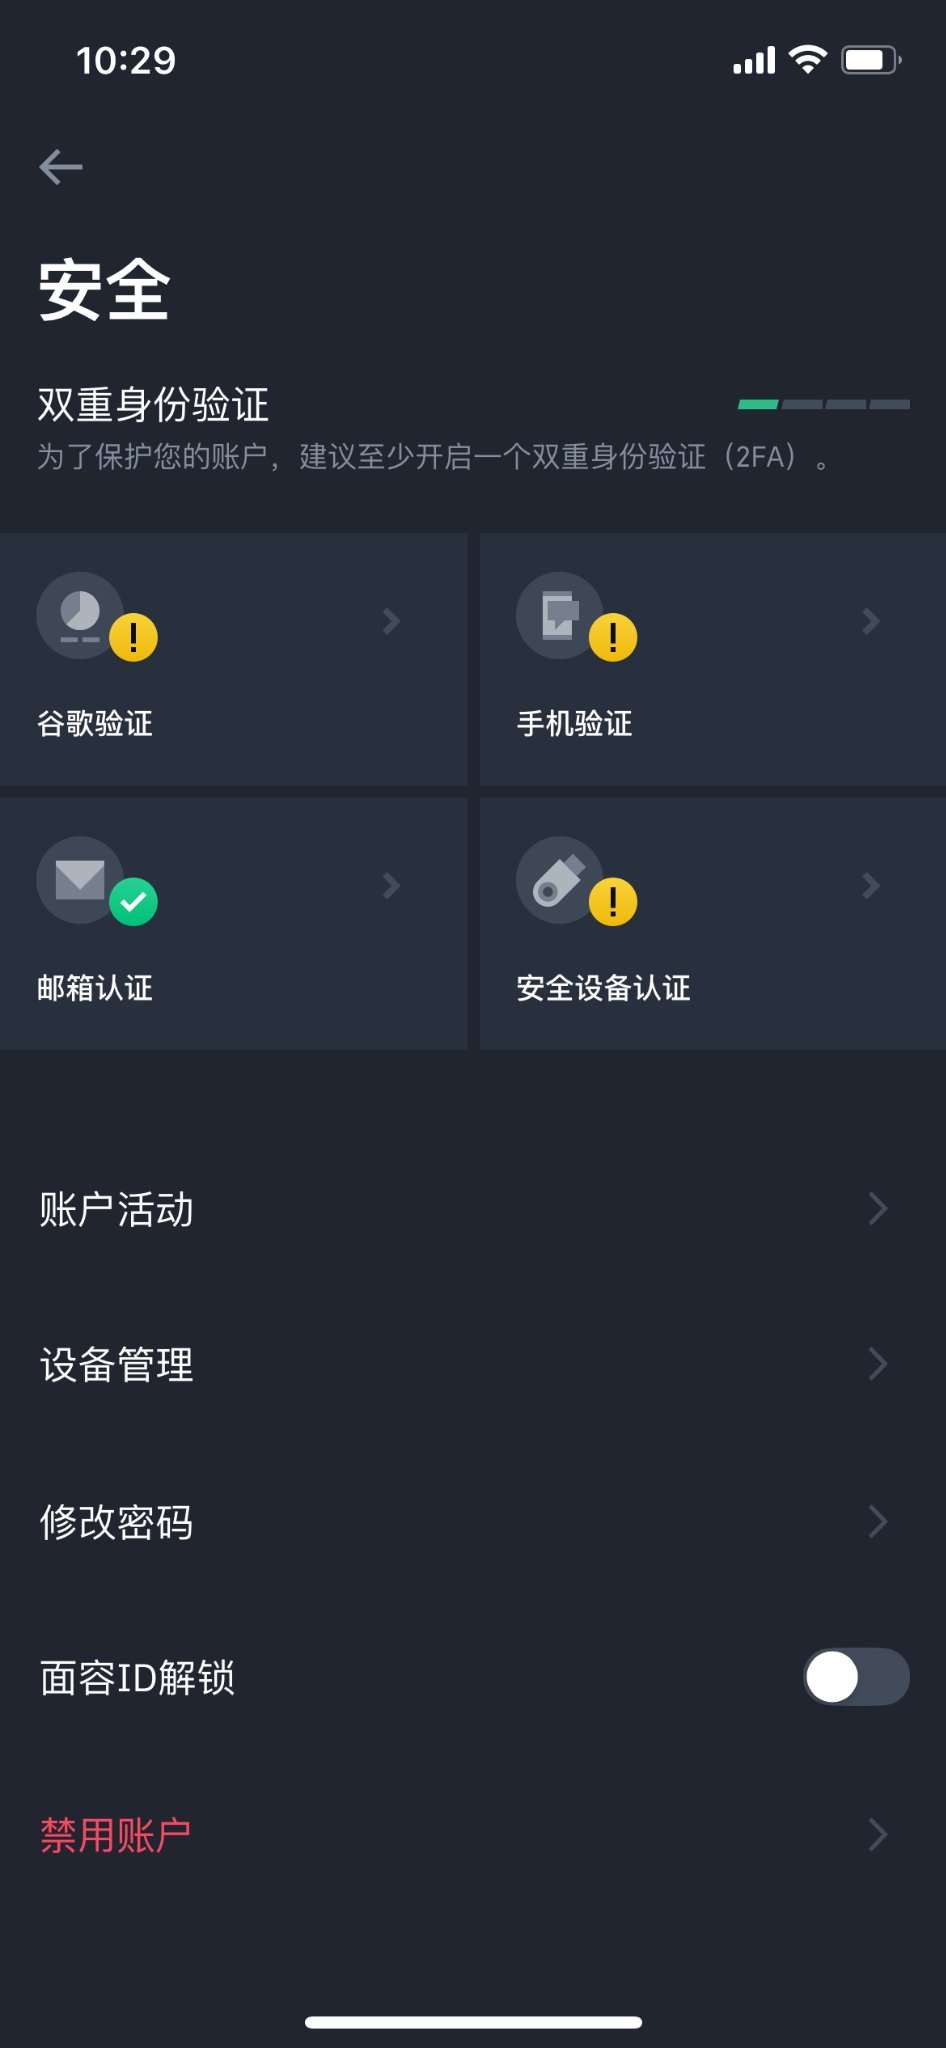 10:29
安全
双重身份验证
为了保护您的账户，建议至少开启一个双重身份验证（2FA）。
谷歌验证
手机验证
邮箱认证
安全设备认证
账户活动
设备管理
修改密码
面容ID解锁
禁用账户